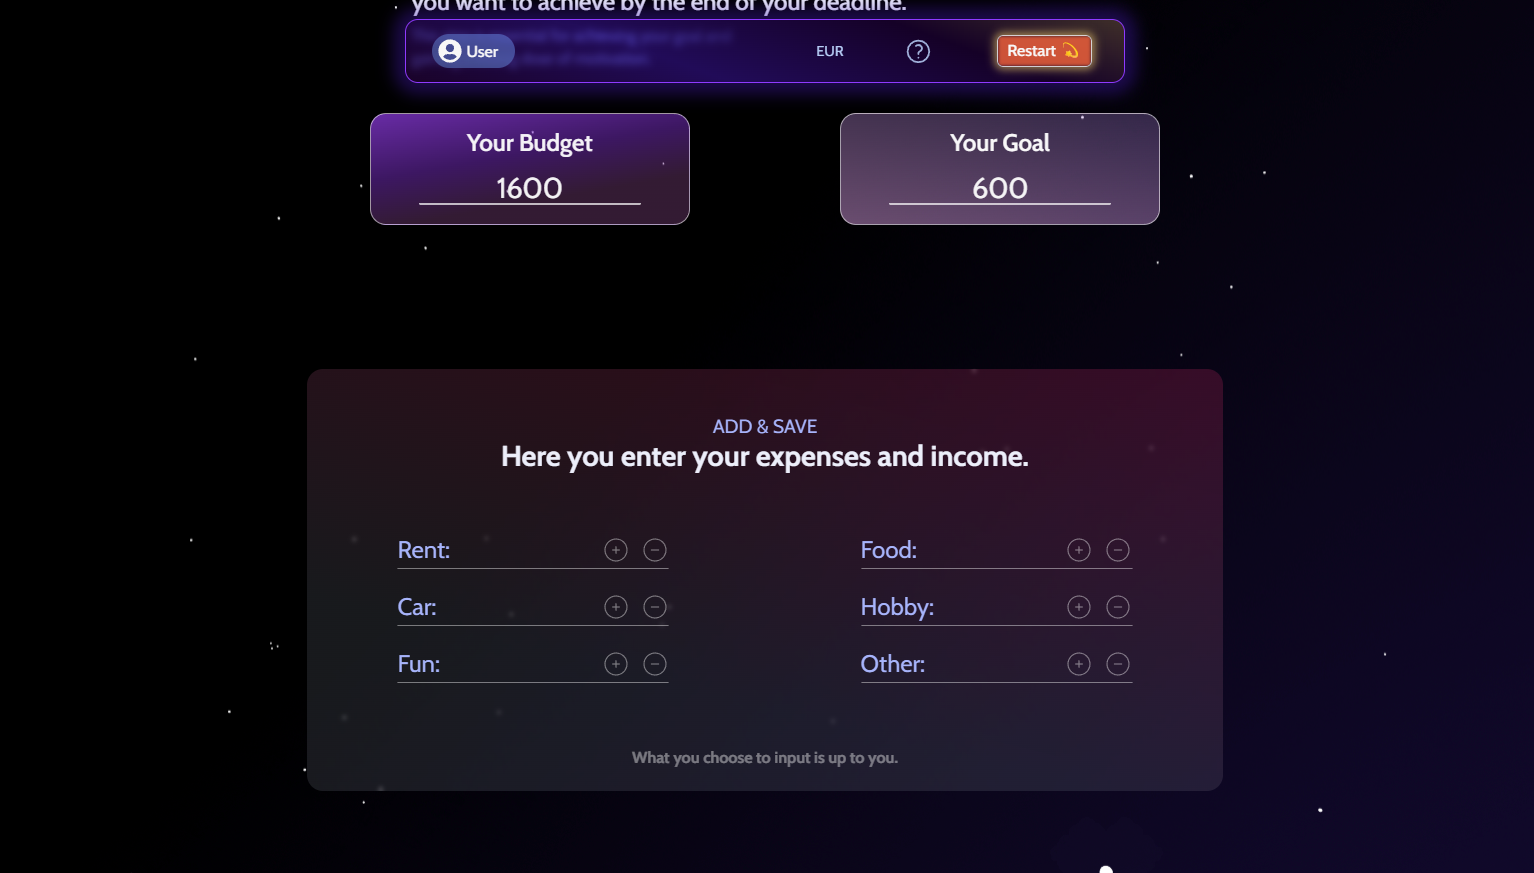 you want to achieve by the end of your deadline.
User
EUR
Restart
Your Budget
1600
Your Goal
600
ADD & SAVE
Here you enter your expenses and income.
Rent:
Food:
Car:
Hobby:
Fun:
Other:
What you choose to input is up to you.